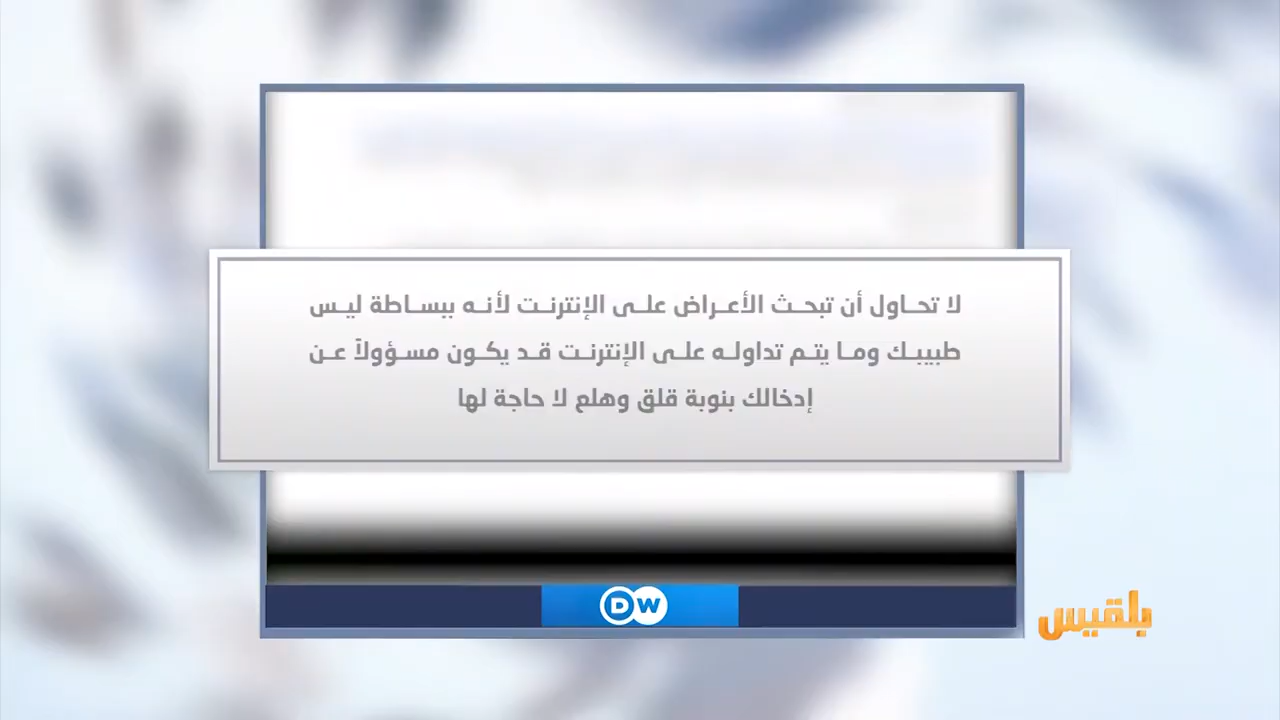 لا تحاول أن تبحث الأعراض على الإنترنت لأنه ببساطة ليس
طبيبك وما يتم تداوله على الإنترنت قد يكون مسؤولاً عن
إدخالك بنوبة قلق وهلع لا حاجة لها
DW
بلقيس